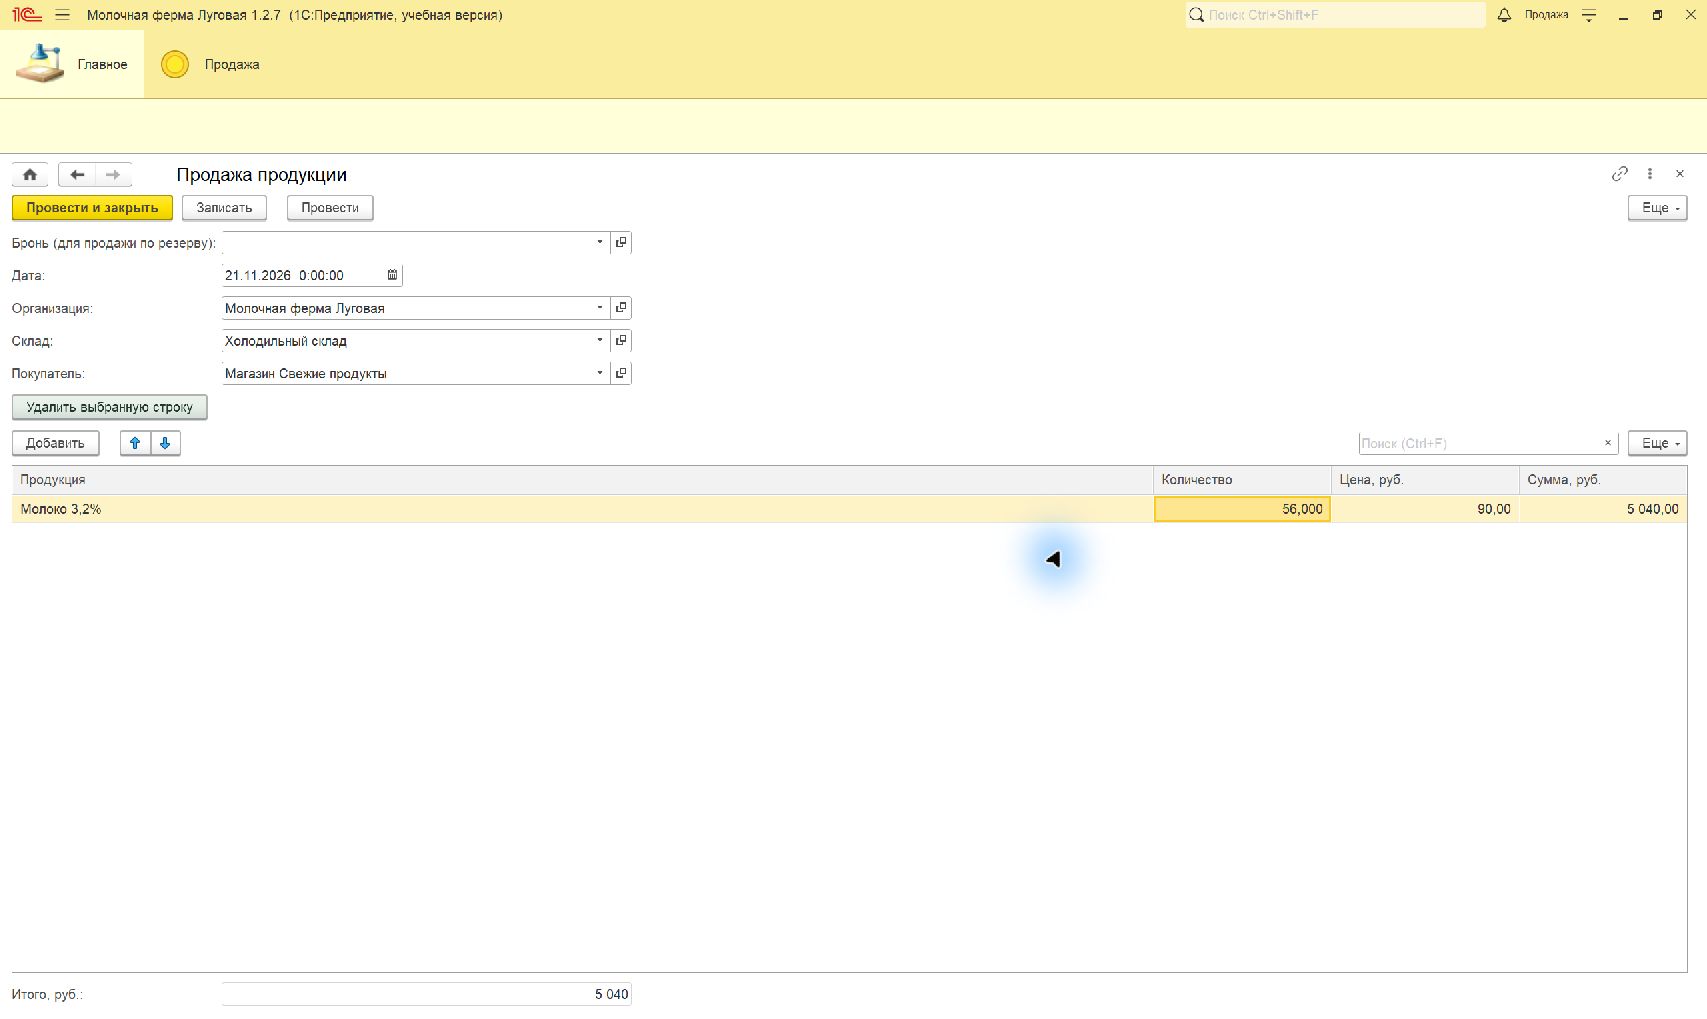 1С Молочная ферма Луговая 1.2.7 (1С:Предприятие, учебная версия) Поиск Ctrl+Shift+F Продажа
Главное Продажа
Продажа продукции
Провести и закрыть Записать Провести Еще
Бронь (для продажи по резерву):
Дата: 21.11.2026 0:00:00
Организация: Молочная ферма Луговая
Склад: Холодильный склад
Покупатель: Магазин Свежие продукты
Удалить выбранную строку
Добавить Поиск (Ctrl+F) × Еще
Продукция Количество Цена, руб. Сумма, руб.
Молоко 3,2% 56,000 90,00 5 040,00
Итого, руб.: 5 040